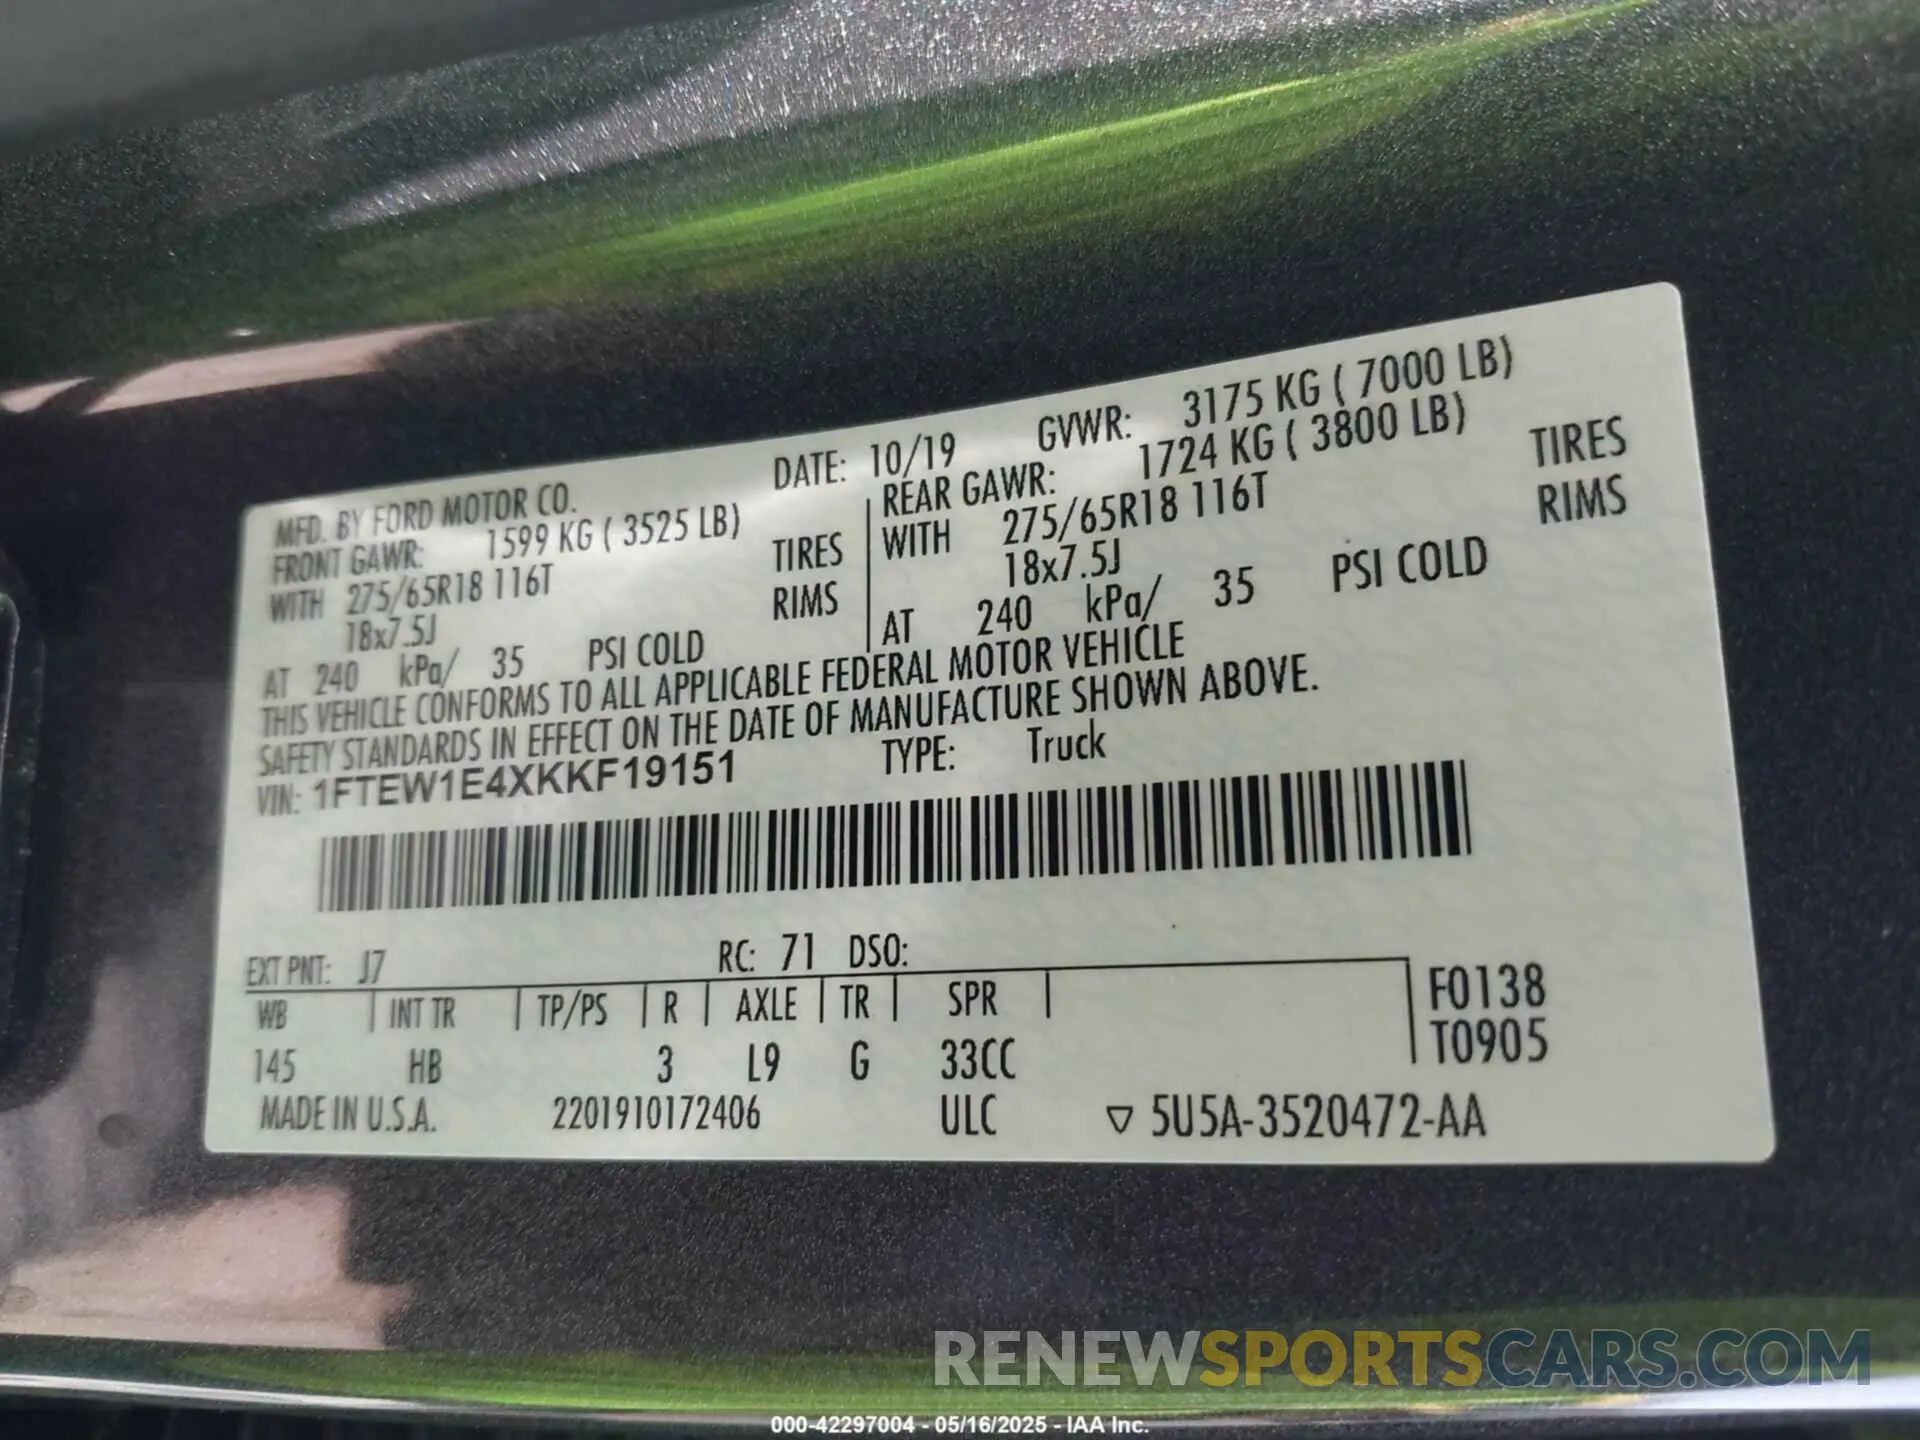 MFD. BY FORD MOTOR CO. DATE: 10/19 GVWR: 3175 KG ( 7000 LB)
FRONT GAWR: 1599 KG ( 3525 LB) REAR GAWR: 1724 KG ( 3800 LB)
WITH 275/65R18 116T TIRES WITH 275/65R18 116T TIRES
18x7.5J RIMS 18x7.5J RIMS
AT 240 kPa/ 35 PSI COLD AT 240 kPa/ 35 PSI COLD
THIS VEHICLE CONFORMS TO ALL APPLICABLE FEDERAL MOTOR VEHICLE
SAFETY STANDARDS IN EFFECT ON THE DATE OF MANUFACTURE SHOWN ABOVE.
VIN: 1FTEW1E4XKKF19151 TYPE: Truck
EXT PNT: J7 RC: 71 DSO:
WB INT TR TP/PS R AXLE TR SPR F0138
145 HB 3 L9 G 33CC T0905
MADE IN U.S.A. 2201910172406 ULC ▽ 5U5A-3520472-AA
RENEWSPORTSCARS.COM
000-42297004 - 05/16/2025 - IAA Inc.